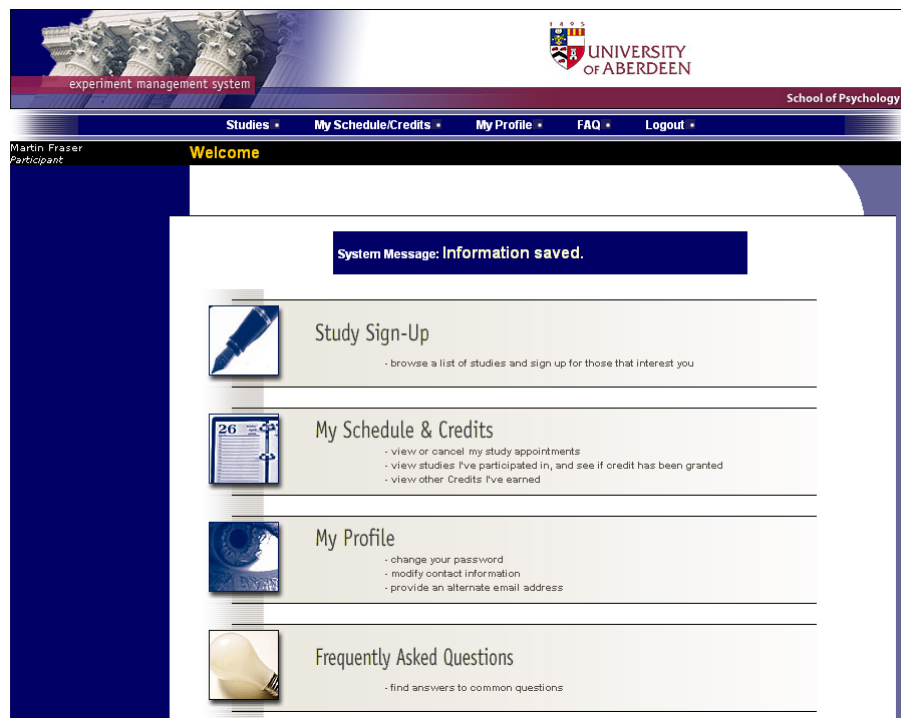 1495
UNIVERSITY
OF ABERDEEN
experiment management system
School of Psychology
Studies My Schedule/Credits My Profile FAQ Logout
Martin Fraser
Participant
Welcome
System Message: Information saved.
Study Sign-Up
- browse a list of studies and sign up for those that interest you
26
My Schedule & Credits
- view or cancel my study appointments
- view studies I've participated in, and see if credit has been granted
- view other Credits I've earned
My Profile
- change your password
- modify contact information
- provide an alternate email address
Frequently Asked Questions
- find answers to common questions